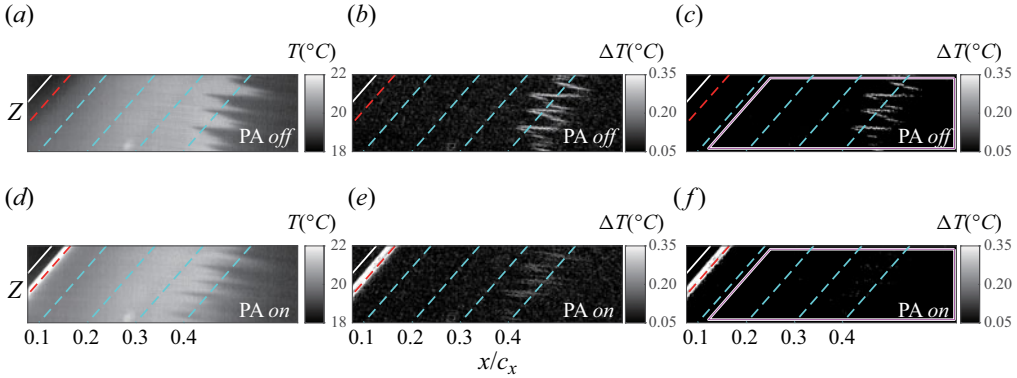 (a) (b) (c)
T(°C) ΔT(°C) ΔT(°C)
22 0.35 0.35
Z 20 0.20 0.20
PA off PA off PA off
18 0.05 0.05
(d) (e) (f)
T(°C) ΔT(°C) ΔT(°C)
22 0.35 0.35
Z 20 0.20 0.20
PA on PA on PA on
18 0.05 0.05
0.1 0.2 0.3 0.4 0.1 0.2 0.3 0.4 0.1 0.2 0.3 0.4
x/cₓ